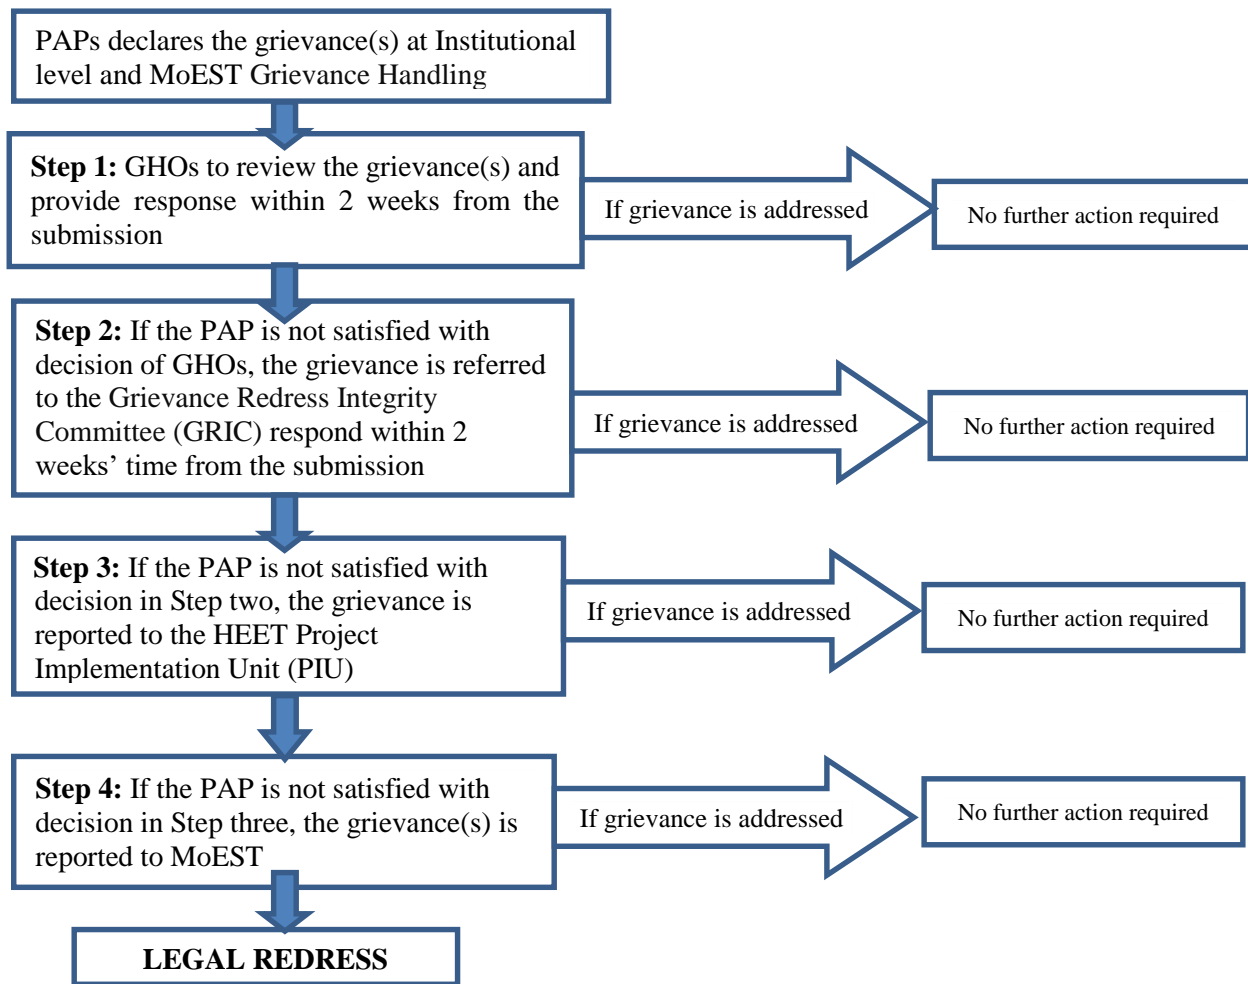 PAPs declares the grievance(s) at Institutional
level and MoEST Grievance Handling
Step 1: GHOs to review the grievance(s) and
provide response within 2 weeks from the
submission
If grievance is addressed
No further action required
Step 2: If the PAP is not satisfied with
decision of GHOs, the grievance is referred
to the Grievance Redress Integrity
Committee (GRIC) respond within 2
weeks’ time from the submission
If grievance is addressed
No further action required
Step 3: If the PAP is not satisfied with
decision in Step two, the grievance is
reported to the HEET Project
Implementation Unit (PIU)
If grievance is addressed
No further action required
Step 4: If the PAP is not satisfied with
decision in Step three, the grievance(s) is
reported to MoEST
If grievance is addressed
No further action required
LEGAL REDRESS